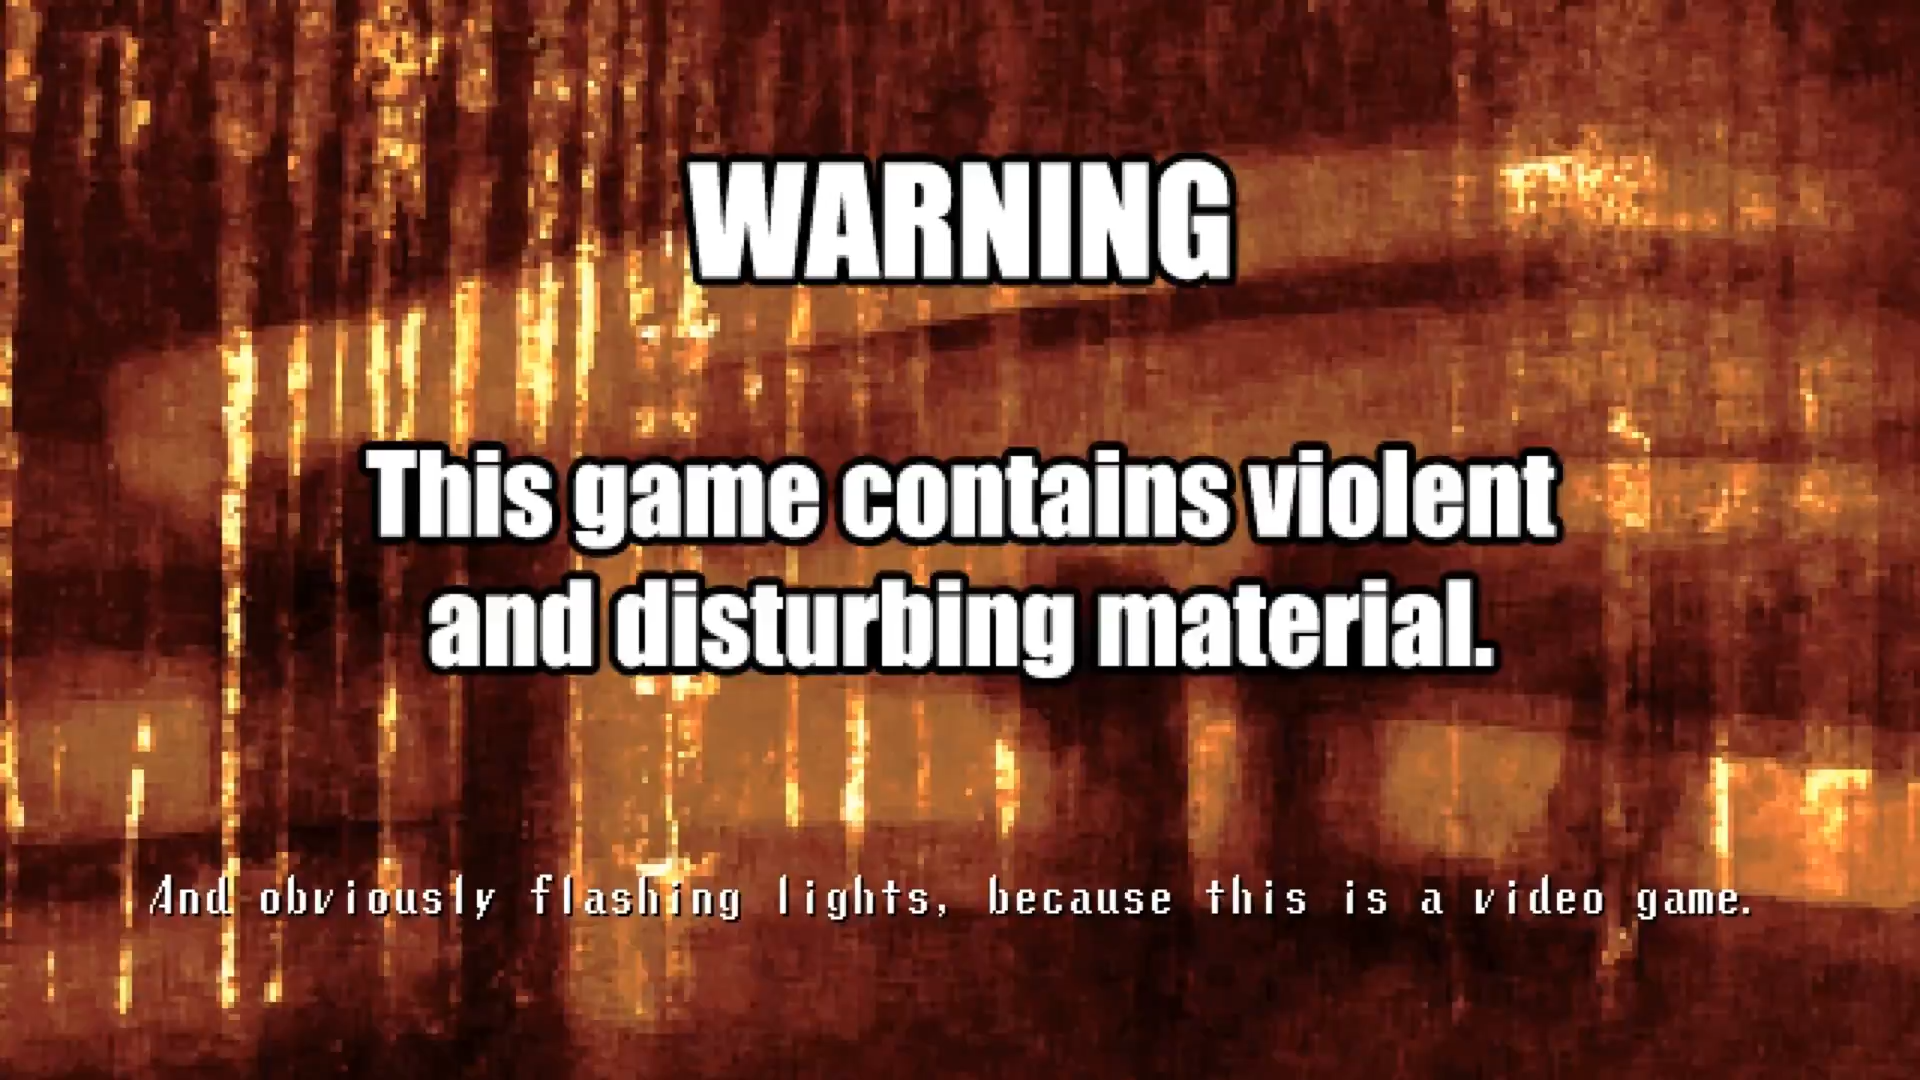 WARNING
This game contains violent
and disturbing material.
And obviously flashing lights, because this is a video game.